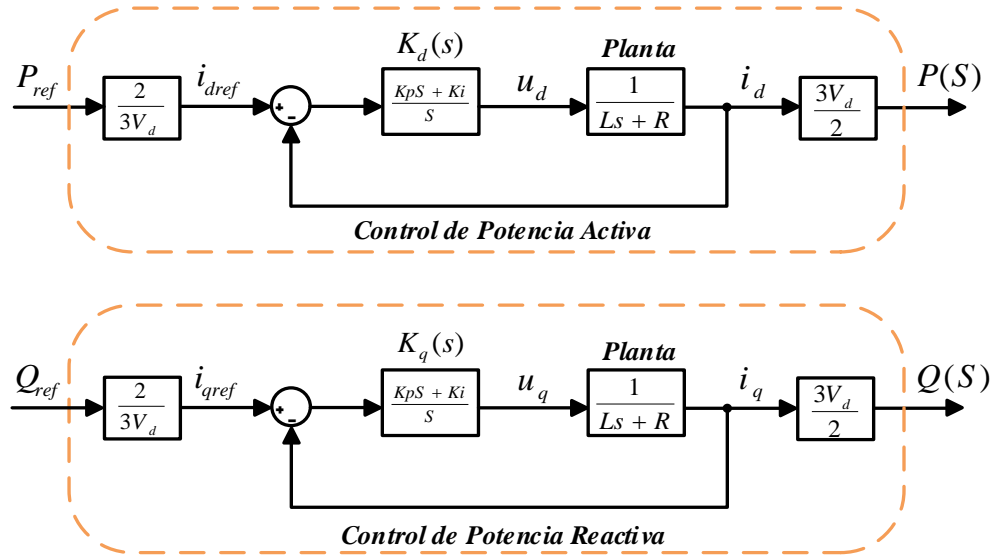 K_d(s)
Planta
P_ref
2/3V_d
i_dref
+
-
KpS + Ki/S
u_d
1/Ls + R
i_d
3V_d/2
P(S)
Control de Potencia Activa
K_q(s)
Planta
Q_ref
2/3V_d
i_qref
+
-
KpS + Ki/S
u_q
1/Ls + R
i_q
3V_d/2
Q(S)
Control de Potencia Reactiva